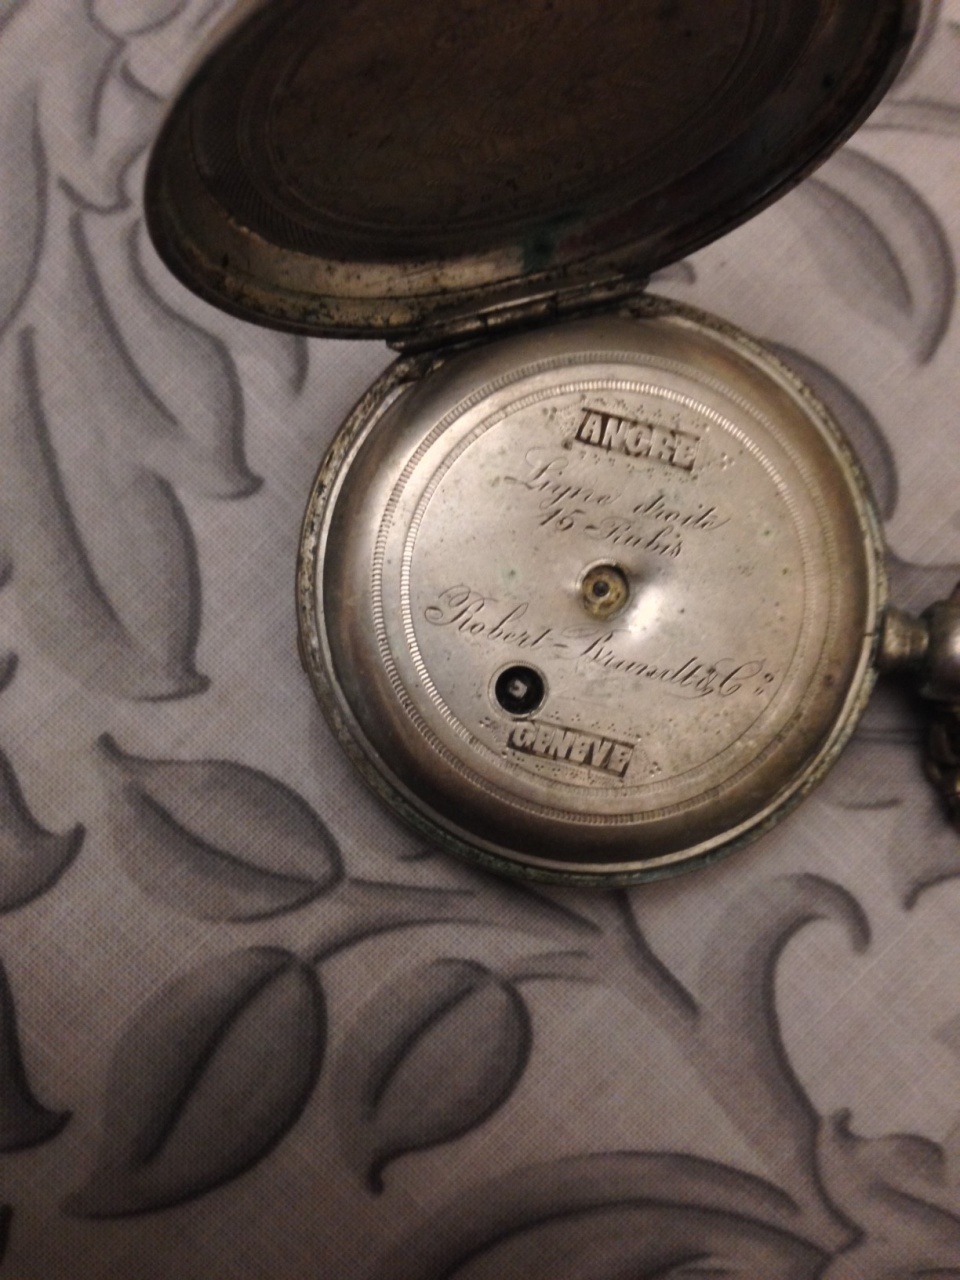 ANCRE
Ligne droite
15 Rubis
Robert-Brandt & Cº
GENEVE